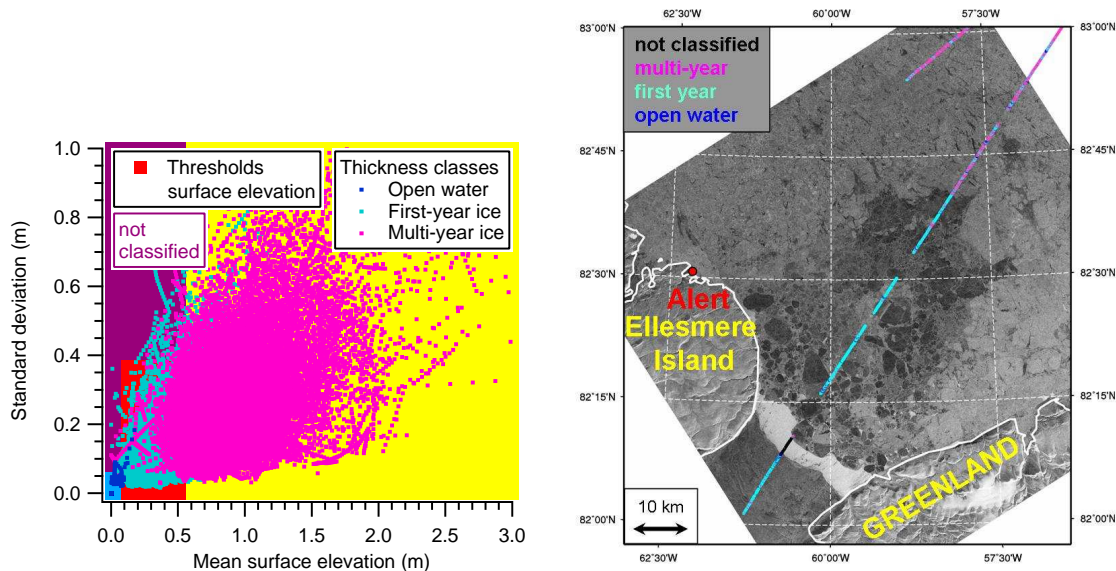 1.0
0.8
0.6
0.4
0.2
0.0
Standard deviation (m)
Thresholds
surface elevation
Thickness classes
Open water
First-year ice
Multi-year ice
not
classified
0.0 0.5 1.0 1.5 2.0 2.5 3.0
Mean surface elevation (m)
62°30'W 60°00'W 57°30'W
83°00'N 83°00'N
82°45'N 82°45'N
82°30'N 82°30'N
82°15'N 82°15'N
82°00'N 82°00'N
not classified
multi-year
first year
open water
Alert
Ellesmere
Island
GREENLAND
10 km
62°30'W 60°00'W 57°30'W